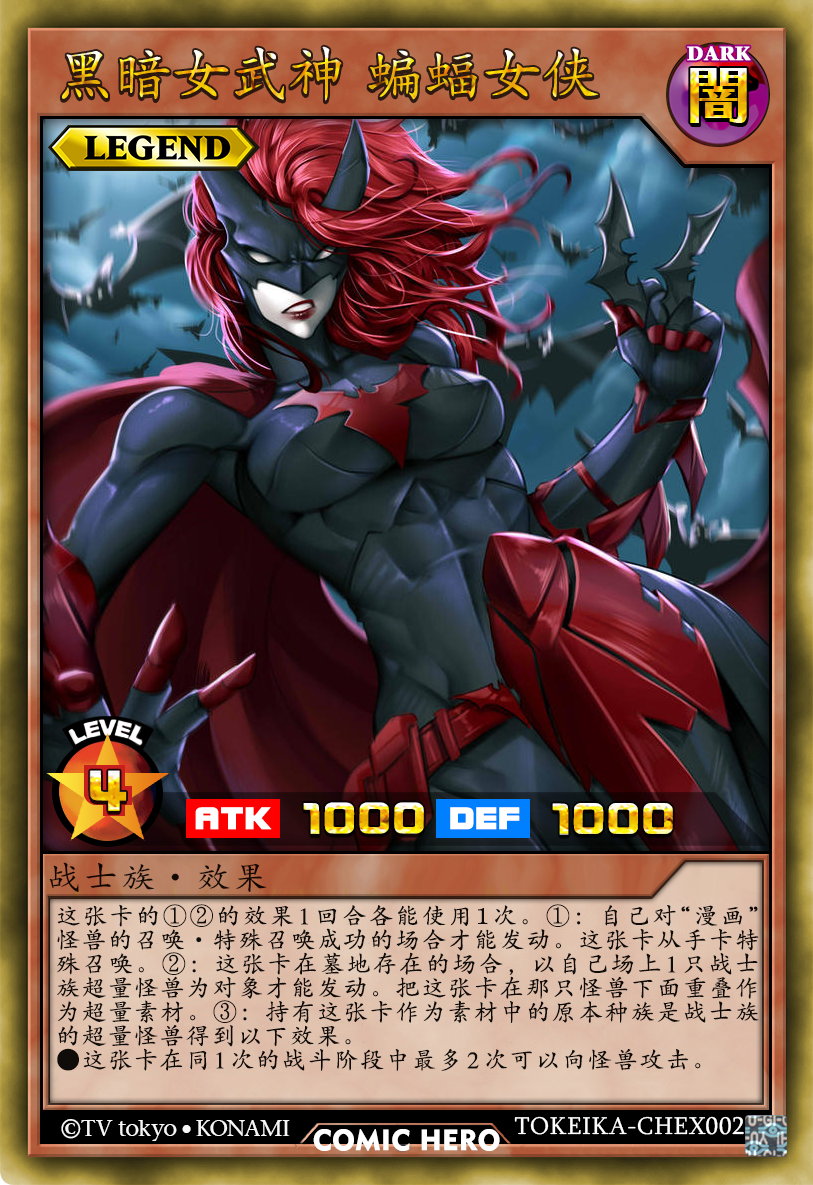 黑暗女武神 蝙蝠女侠
DARK
闇
LEGEND
LEVEL
4
ATK 1000 DEF 1000
战士族・效果
这张卡的①②的效果1回合各能使用1次。①：自己对“漫画”
怪兽的召唤・特殊召唤成功的场合才能发动。这张卡从手卡特
殊召唤。②：这张卡在墓地存在的场合，以自己场上1只战士
族超量怪兽为对象才能发动。把这张卡在那只怪兽下面重叠作
为超量素材。③：持有这张卡作为素材中的原本种族是战士族
的超量怪兽得到以下效果。
●这张卡在同1次的战斗阶段中最多2次可以向怪兽攻击。
©TV tokyo • KONAMI
COMIC HERO
TOKEIKA-CHEX002